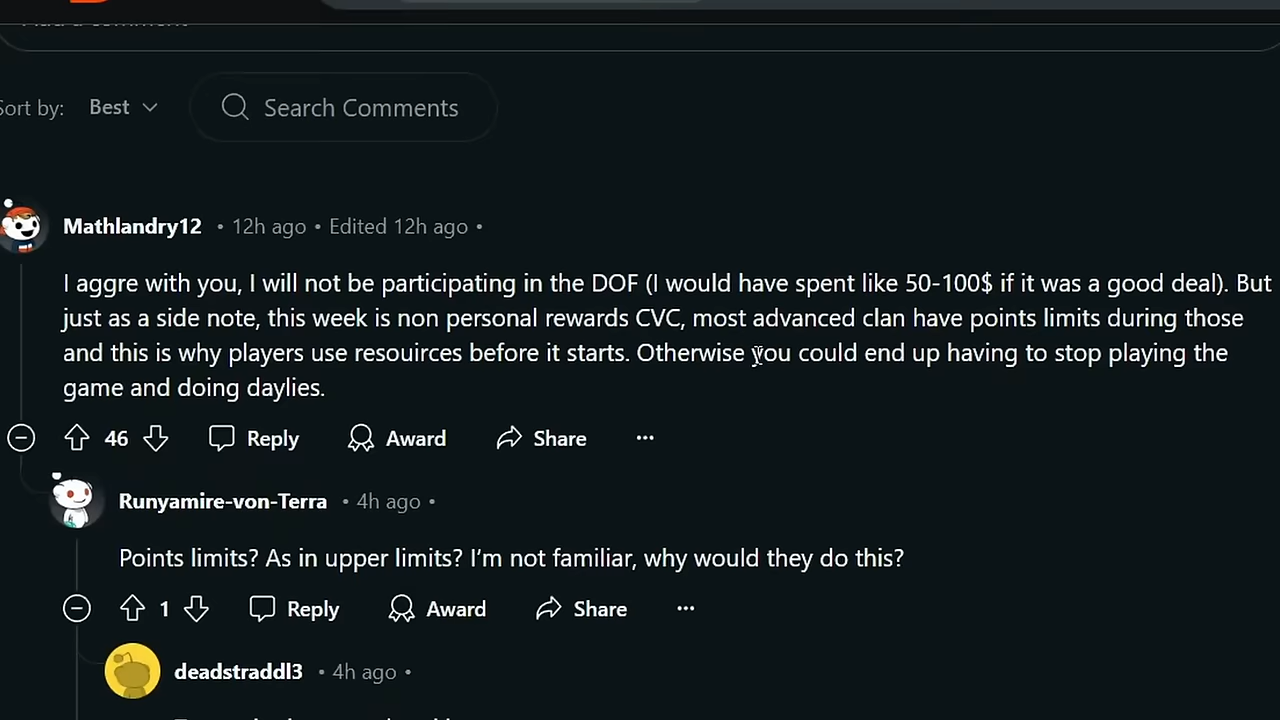 Sort by: Best Search Comments
Mathlandry12 • 12h ago • Edited 12h ago •
I aggre with you, I will not be participating in the DOF (I would have spent like 50-100$ if it was a good deal). But
just as a side note, this week is non personal rewards CVC, most advanced clan have points limits during those
and this is why players use resouirces before it starts. Otherwise you could end up having to stop playing the
game and doing daylies.
46 Reply Award Share ...
Runyamire-von-Terra • 4h ago •
Points limits? As in upper limits? I’m not familiar, why would they do this?
1 Reply Award Share ...
deadstraddl3 • 4h ago •